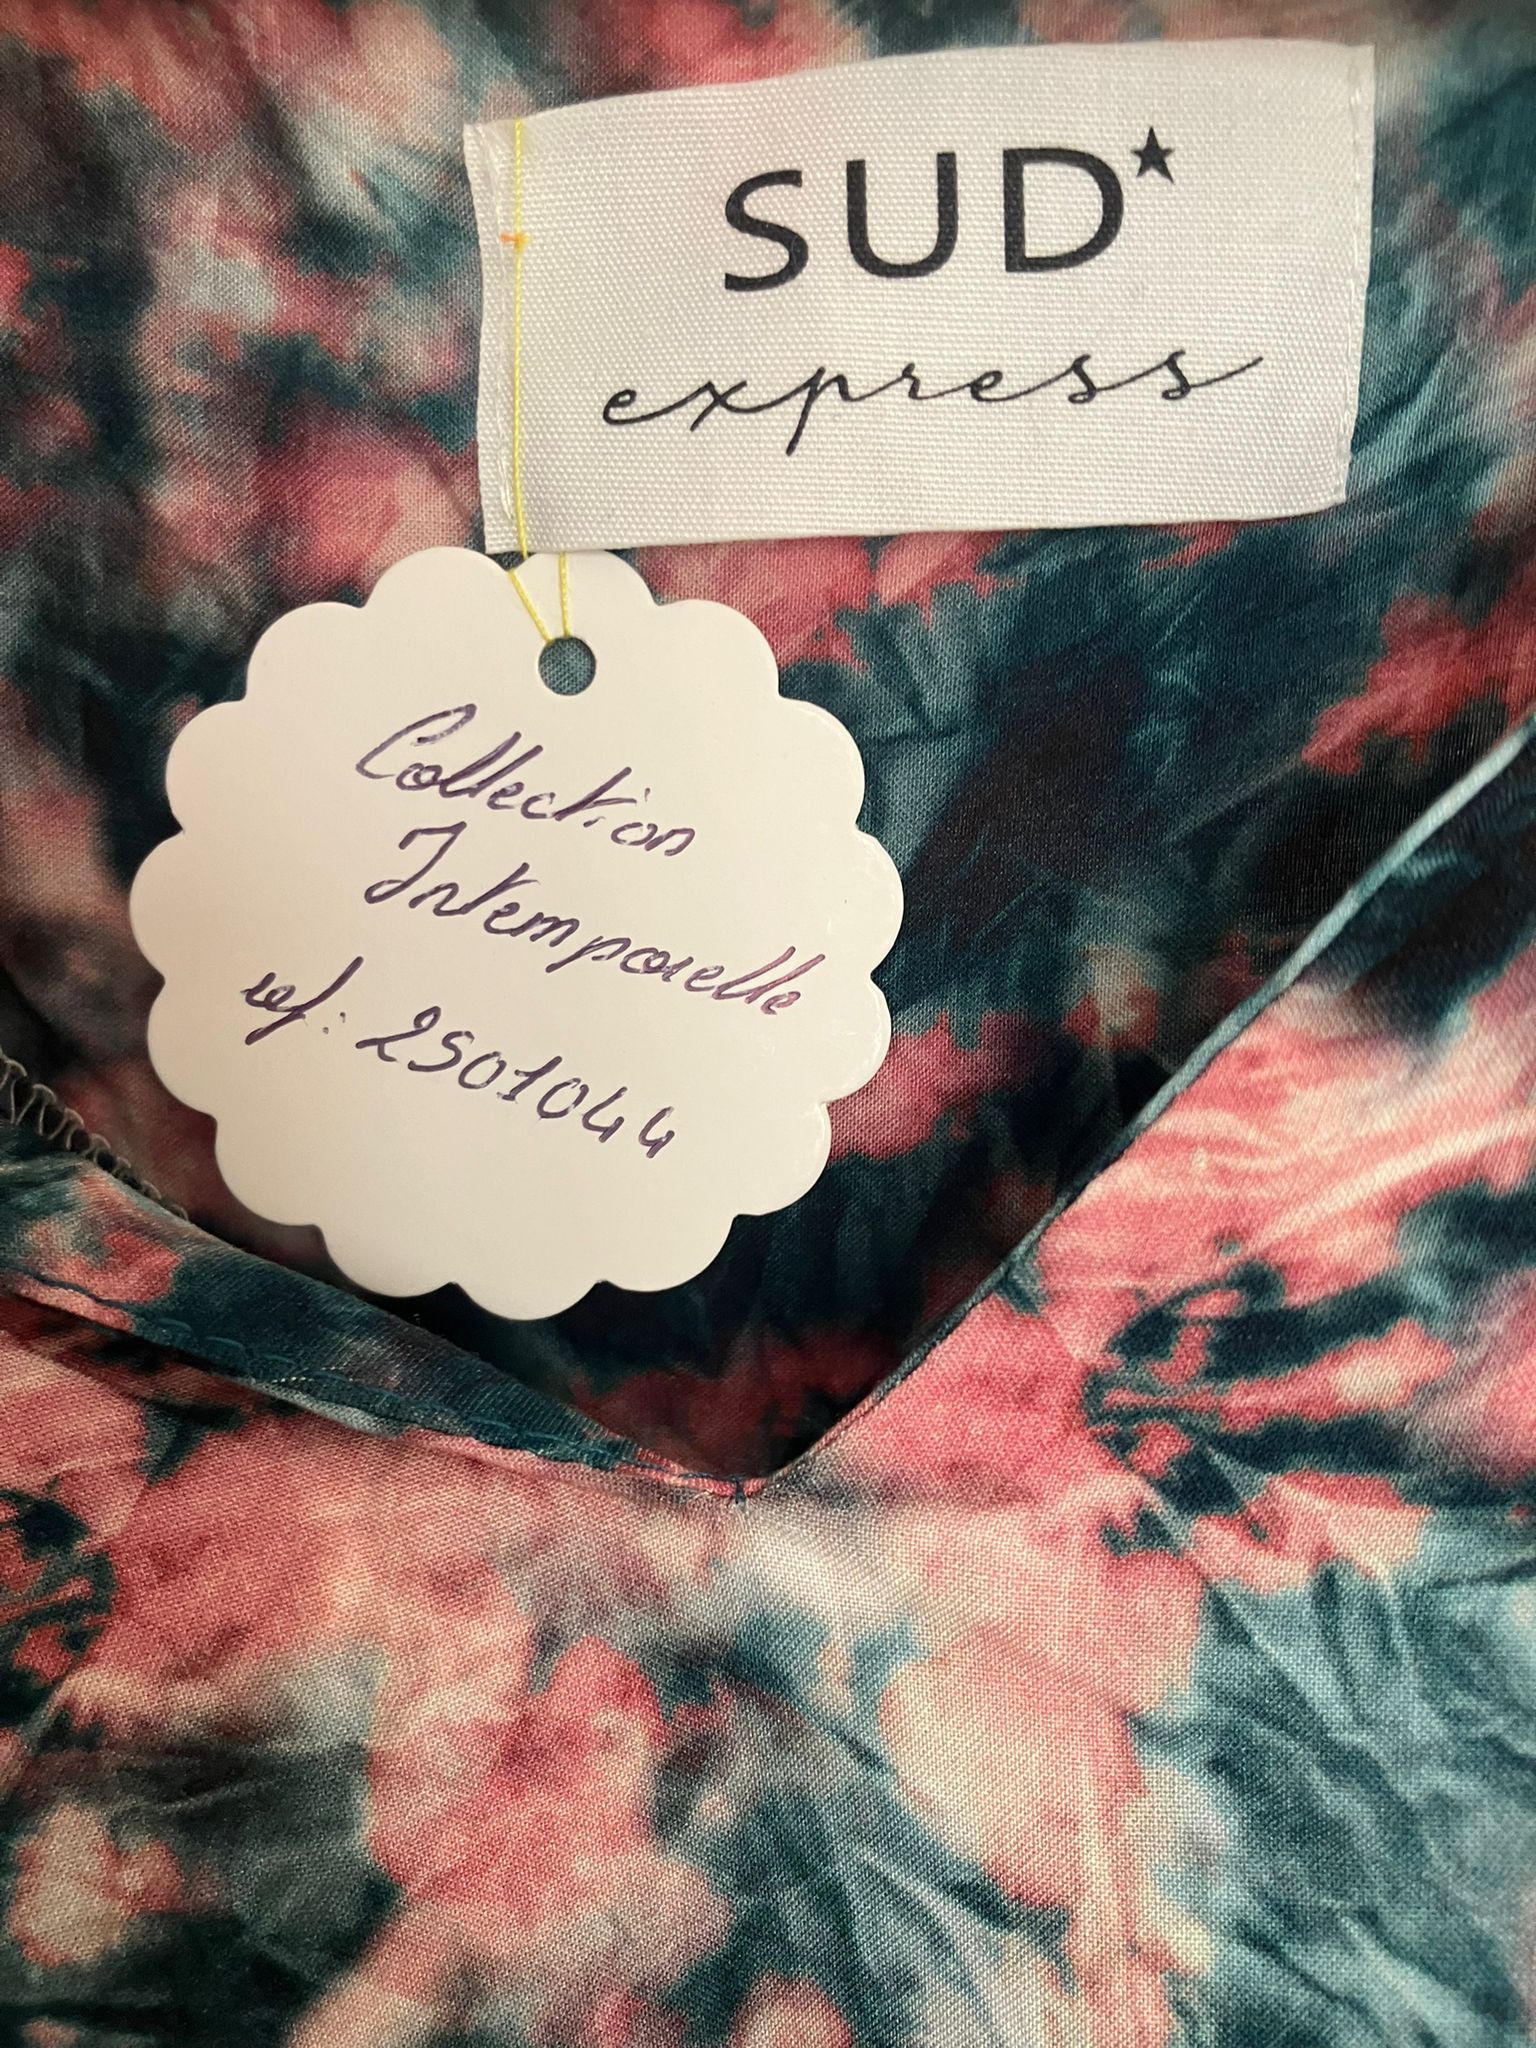 SUD★
express
Collection
Intemporelle
ref: 2501044